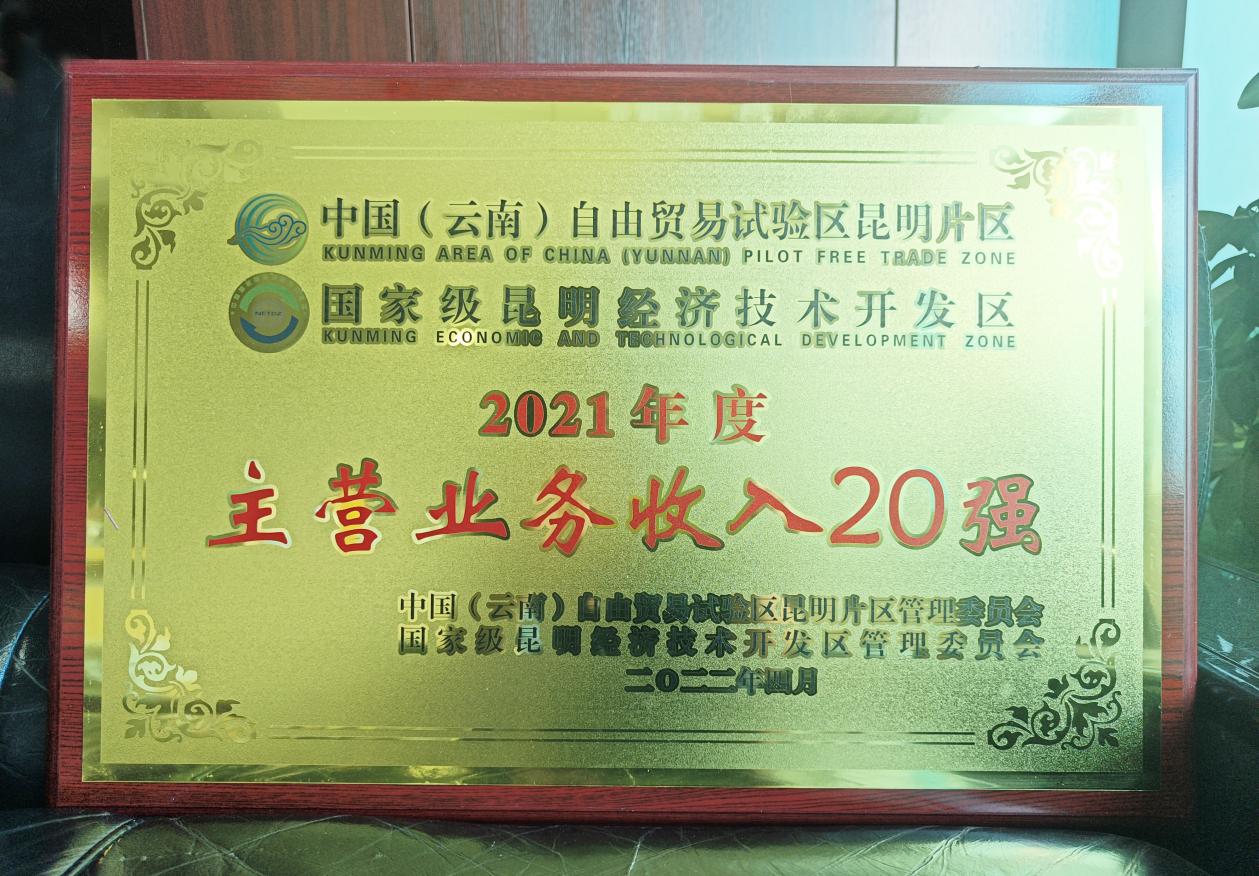 中国（云南）自由贸易试验区昆明片区
KUNMING AREA OF CHINA (YUNNAN) PILOT FREE TRADE ZONE
NETDZ
国家级昆明经济技术开发区
KUNMING ECONOMIC AND TECHNOLOGICAL DEVELOPMENT ZONE
2021年度
主营业务收入20强
中国（云南）自由贸易试验区昆明片区管理委员会
国家级昆明经济技术开发区管理委员会
二〇二二年四月